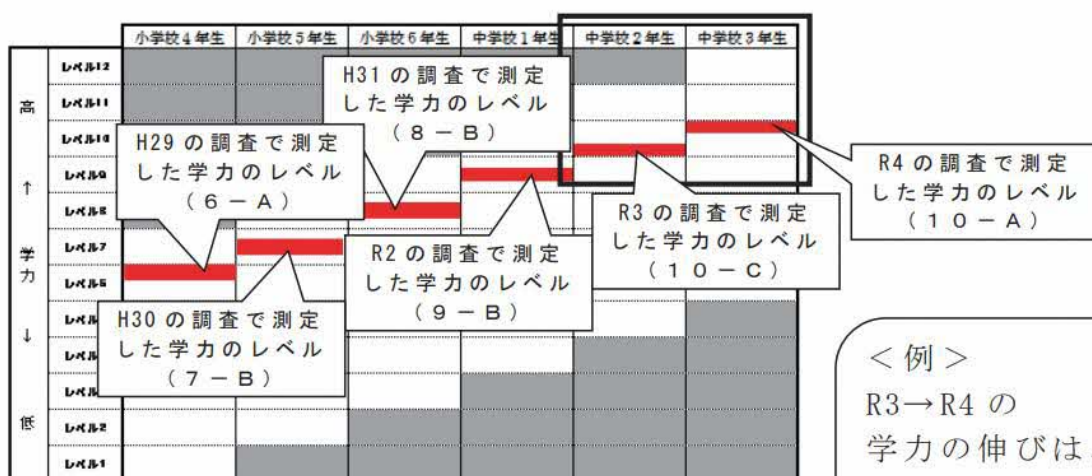 小学校４年生 小学校５年生 小学校６年生 中学校１年生 中学校２年生 中学校３年生
高
↑
学
力
↓
低
レベル12
レベル11
レベル10
レベル9
レベル8
レベル7
レベル6
レベル
レベル
レベル
レベル2
レベル1
H29 の調査で測定
した学力のレベル
（６－Ａ）
H30 の調査で測定
した学力のレベル
（７－Ｂ）
H31 の調査で測定
した学力のレベル
（８－Ｂ）
R2 の調査で測定
した学力のレベル
（９－Ｂ）
R3 の調査で測定
した学力のレベル
（１０－Ｃ）
R4 の調査で測定
した学力のレベル
（１０－Ａ）
＜例＞
R3→R4 の
学力の伸びは